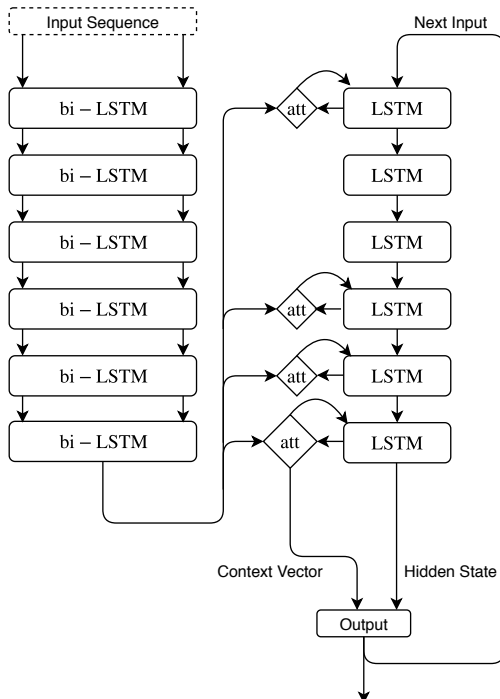 Input Sequence
Next Input
bi – LSTM
att
LSTM
bi – LSTM
LSTM
bi – LSTM
LSTM
bi – LSTM
att
LSTM
bi – LSTM
att
LSTM
bi – LSTM
att
LSTM
Context Vector
Hidden State
Output